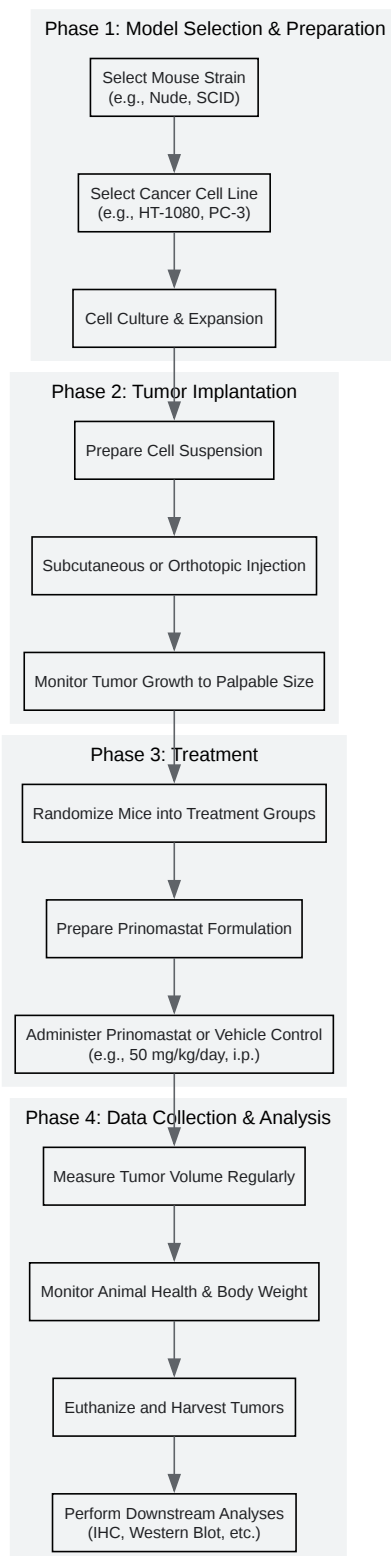 Phase 1: Model Selection & Preparation
Select Mouse Strain
(e.g., Nude, SCID)
Select Cancer Cell Line
(e.g., HT-1080, PC-3)
Cell Culture & Expansion
Phase 2: Tumor Implantation
Prepare Cell Suspension
Subcutaneous or Orthotopic Injection
Monitor Tumor Growth to Palpable Size
Phase 3: Treatment
Randomize Mice into Treatment Groups
Prepare Prinomastat Formulation
Administer Prinomastat or Vehicle Control
(e.g., 50 mg/kg/day, i.p.)
Phase 4: Data Collection & Analysis
Measure Tumor Volume Regularly
Monitor Animal Health & Body Weight
Euthanize and Harvest Tumors
Perform Downstream Analyses
(IHC, Western Blot, etc.)